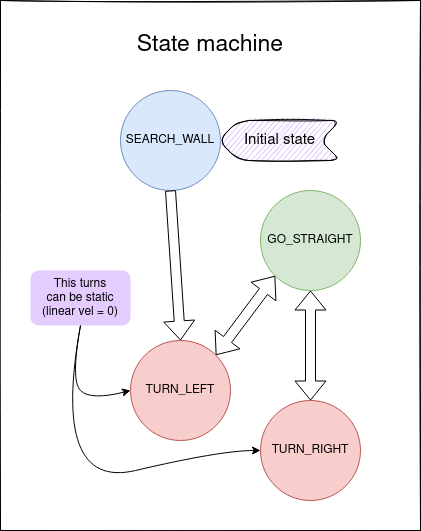 State machine
SEARCH_WALL
Initial state
GO_STRAIGHT
This turns
can be static
(linear vel = 0)
TURN_LEFT
TURN_RIGHT